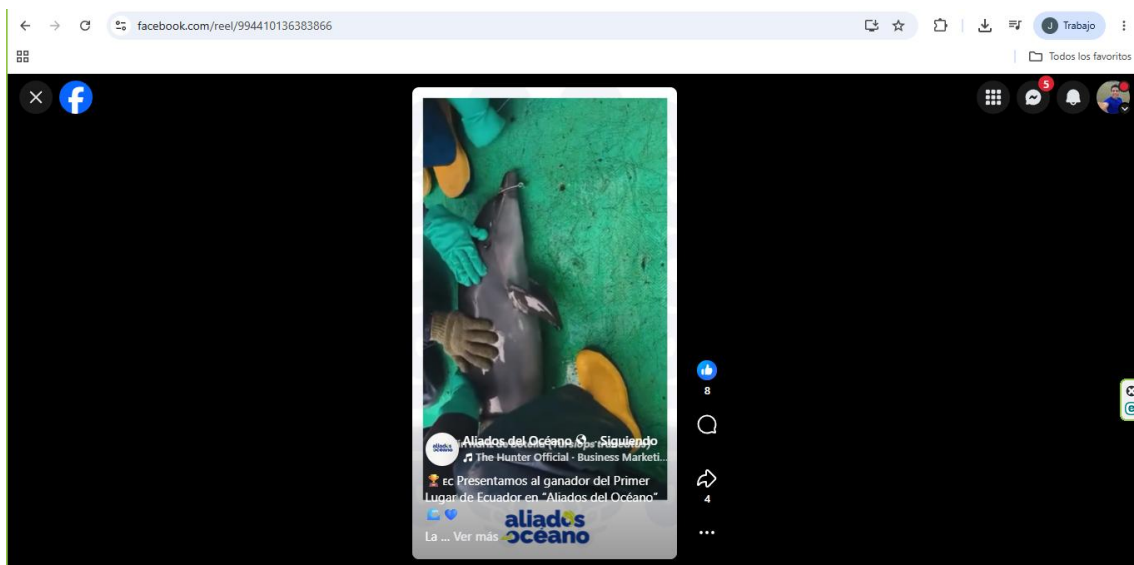 facebook.com/reel/994410136383866
J Trabajo
Todos los favoritos
5
8
4
aliados
océano
Aliados del Océano · Siguiendo
The Hunter Official - Business Marketi...
🏆 EC Presentamos al ganador del Primer
Lugar de Ecuador en “Aliados del Océano”
🌊 💙
La ... Ver más
aliados
océano